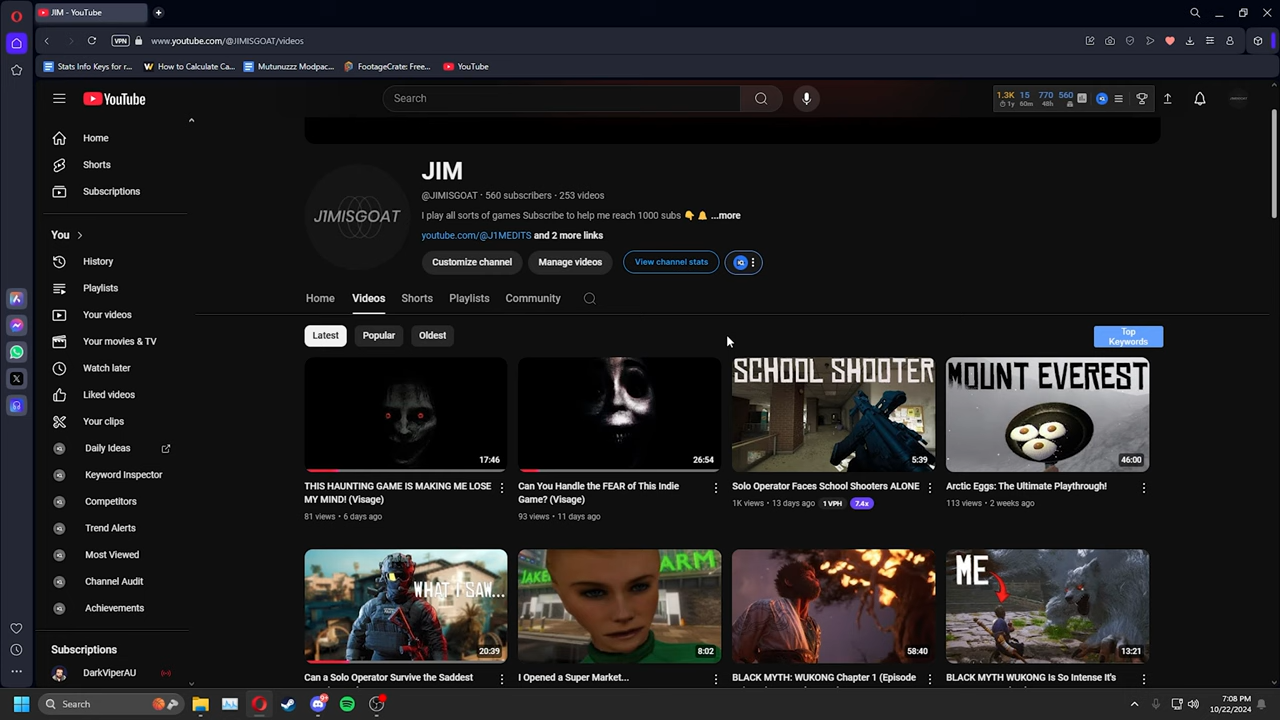 JIM - YouTube
VPN
www.youtube.com/@JIMISGOAT/videos
Stats Info Keys for r...
How to Calculate Ca...
Mutunuzzz Modpac...
FootageCrate: Free...
YouTube
YouTube
Search
1.3K 15 770 560
1y 60m 48h
Home
Shorts
Subscriptions
You
History
Playlists
Your videos
Your movies & TV
Watch later
Liked videos
Your clips
Daily Ideas
Keyword Inspector
Competitors
Trend Alerts
Most Viewed
Channel Audit
Achievements
Subscriptions
DarkViperAU
J1MISGOAT
JIM
@JIMISGOAT · 560 subscribers · 253 videos
I play all sorts of games Subscribe to help me reach 1000 subs 👇 🔔 ...more
youtube.com/@J1MEDITS and 2 more links
Customize channel
Manage videos
View channel stats
Home
Videos
Shorts
Playlists
Community
Latest
Popular
Oldest
Top
Keywords
17:46
THIS HAUNTING GAME IS MAKING ME LOSE
MY MIND! (Visage)
81 views • 6 days ago
26:54
Can You Handle the FEAR of This Indie
Game? (Visage)
93 views • 11 days ago
SCHOOL SHOOTER
5:39
Solo Operator Faces School Shooters ALONE
1K views • 13 days ago 1 VPH 7.4x
MOUNT EVEREST
46:00
Arctic Eggs: The Ultimate Playthrough!
113 views • 2 weeks ago
WHAT I SAW...
20:39
Can a Solo Operator Survive the Saddest
JAKE
ARM
8:02
I Opened a Super Market...
58:40
BLACK MYTH: WUKONG Chapter 1 (Episode
ME
13:21
BLACK MYTH WUKONG Is So Intense It's
Search
7:08 PM
10/22/2024